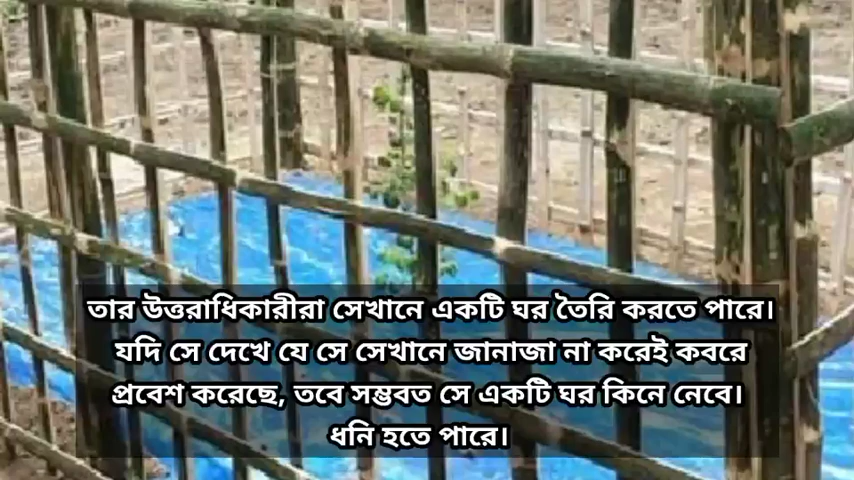 তার উত্তরাধিকারীরা সেখানে একটি ঘর তৈরি করতে পারে।
যদি সে দেখে যে সে সেখানে জানাজা না করেই কবরে
প্রবেশ করেছে, তবে সম্ভবত সে একটি ঘর কিনে নেবে।
ধনি হতে পারে।